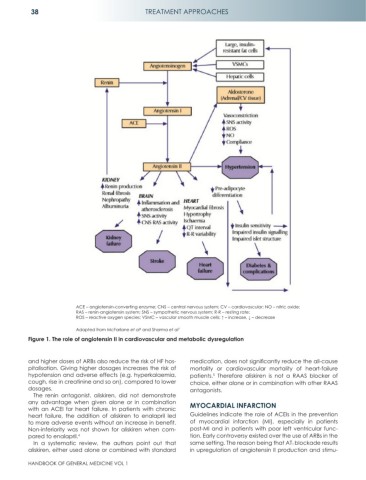 38
TREATMENT APPROACHES
Large, insulin-
resistant fat cells
Angiotensinogen
VSMCs
Hepatic cells
Renin
Aldosterone
(Adrenal/CV tissue)
Angiotensin I
ACE
Vasoconstriction
SNS activity
ROS
NO
Compliance
Angiotensin II
Hypertension
KIDNEY
Renin production
Renal fibrosis
Nephropathy
Albuminuria
BRAIN
Inflammation and
atherosclerosis
SNS activity
CNS RAS activity
HEART
Myocardial fibrosis
Hypotrophy
Ischaemia
QT interval
R-R variability
Pre-adipocyte
differentiation
Insulin sensitivity
Impaired insulin signalling
Impaired islet structure
Kidney
failure
Stroke
Heart
failure
Diabetes &
complications
ACE – angiotensin-converting enzyme; CNS – central nervous system; CV – cardiovascular; NO – nitric oxide;
RAS – renin-angiotensin system; SNS – sympathetic nervous system; R-R – resting rate;
ROS – reactive oxygen species; VSMC – vascular smooth muscle cells; ↑ – increase, ↓ – decrease
Adapted from McFarlane et al and Sharma et al
Figure 1. The role of angiotensin II in cardiovascular and metabolic dysregulation
and higher doses of ARBs also reduce the risk of HF hos-
pitalisation. Giving higher dosages increases the risk of
hypotension and adverse effects (e.g. hyperkalaemia,
cough, rise in creatinine and so on), compared to lower
dosages.
The renin antagonist, aliskiren, did not demonstrate
any advantage when given alone or in combination
with an ACEI for heart failure. In patients with chronic
heart failure, the addition of aliskiren to enalapril led
to more adverse events without an increase in benefit.
Non-inferiority was not shown for aliskiren when com-
pared to enalapril.
In a systematic review, the authors point out that
aliskiren, either used alone or combined with standard
medication, does not significantly reduce the all-cause
mortality or cardiovascular mortality of heart-failure
patients. Therefore aliskiren is not a RAAS blocker of
choice, either alone or in combination with other RAAS
antagonists.
MYOCARDIAL INFARCTION
Guidelines indicate the role of ACEIs in the prevention
of myocardial infarction (MI), especially in patients
post-MI and in patients with poor left ventricular func-
tion. Early controversy existed over the use of ARBs in the
same setting. The reason being that AT₁ blockade results
in upregulation of angiotensin II production and stimu-
HANDBOOK OF GENERAL MEDICINE VOL 1